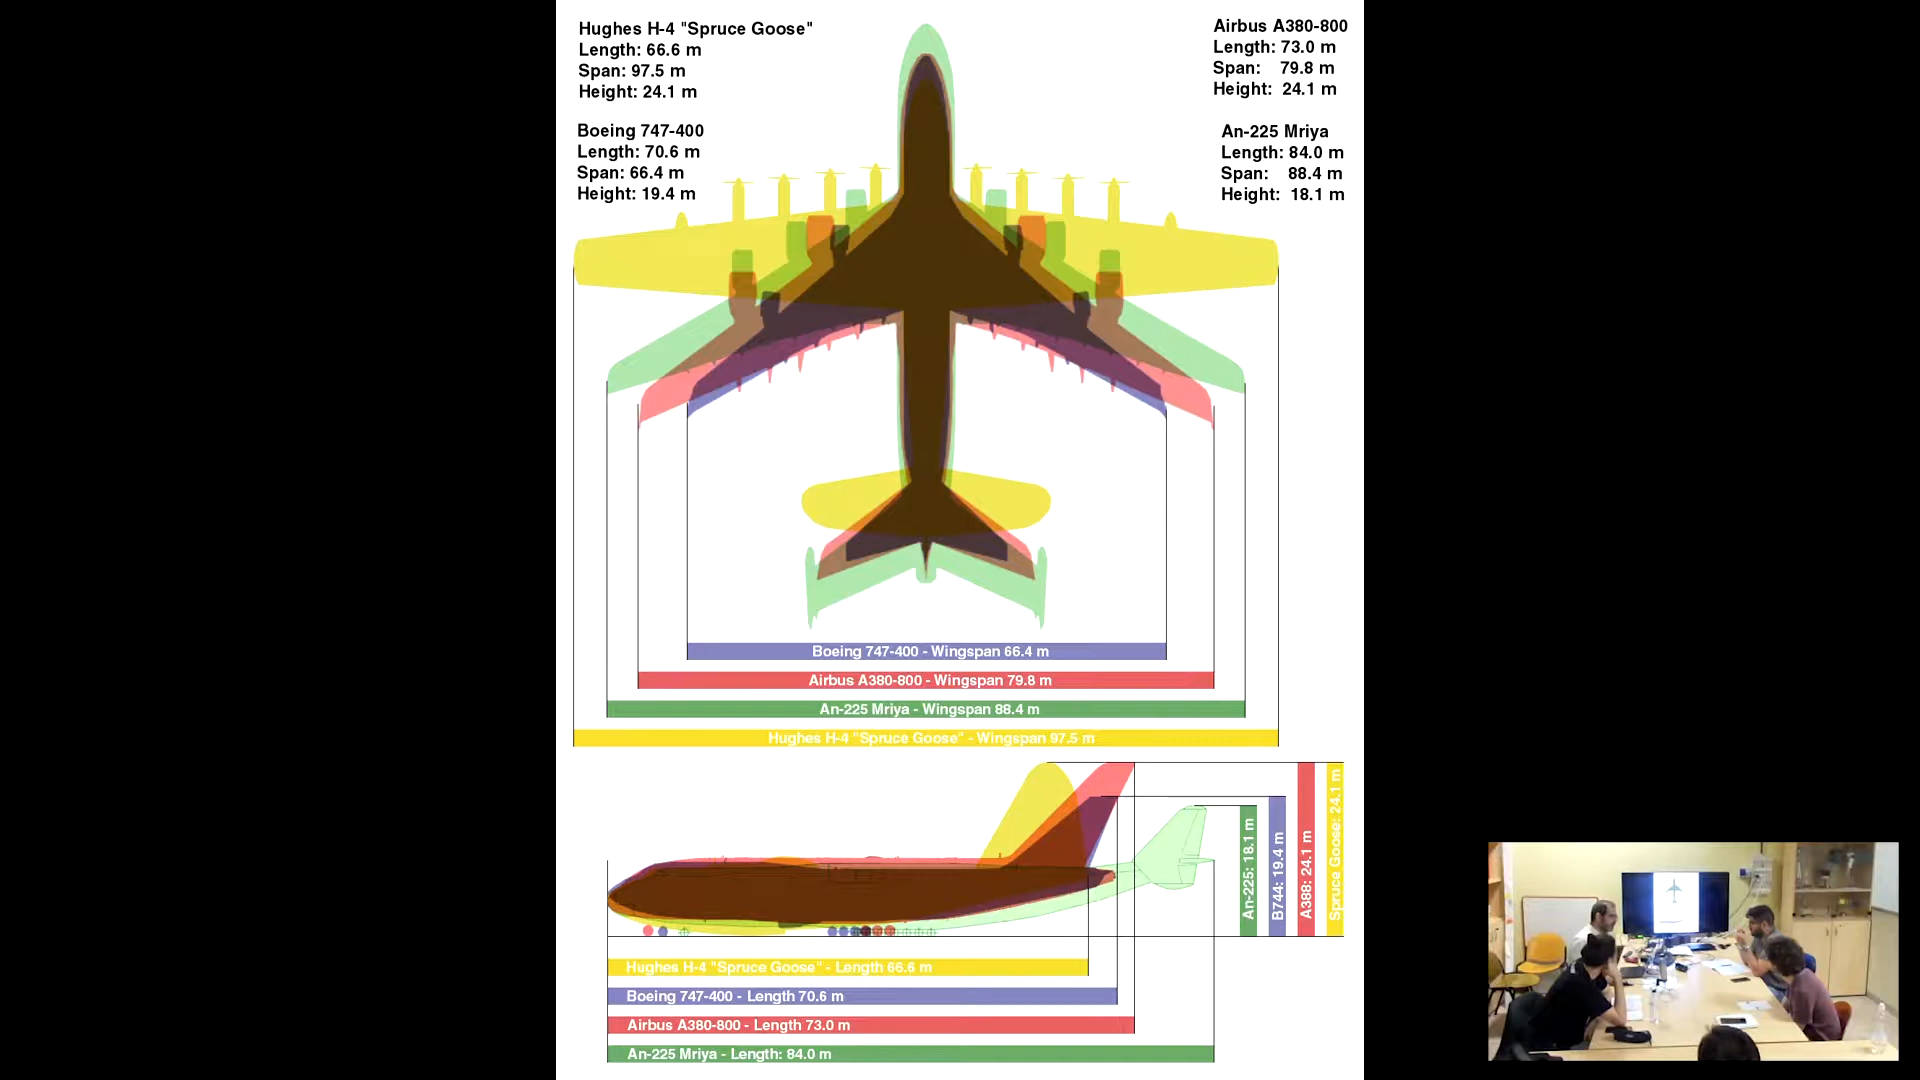 Hughes H-4 "Spruce Goose"
Length: 66.6 m
Span: 97.5 m
Height: 24.1 m
Boeing 747-400
Length: 70.6 m
Span: 66.4 m
Height: 19.4 m
Airbus A380-800
Length: 73.0 m
Span: 79.8 m
Height: 24.1 m
An-225 Mriya
Length: 84.0 m
Span: 88.4 m
Height: 18.1 m
Boeing 747-400 - Wingspan 66.4 m
Airbus A380-800 - Wingspan 79.8 m
An-225 Mriya - Wingspan 88.4 m
Hughes H-4 "Spruce Goose" - Wingspan 97.5 m
An-225: 18.1 m
B744: 19.4 m
A388: 24.1 m
Spruce Goose: 24.1 m
Hughes H-4 "Spruce Goose" - Length 66.6 m
Boeing 747-400 - Length 70.6 m
Airbus A380-800 - Length 73.0 m
An-225 Mriya - Length: 84.0 m